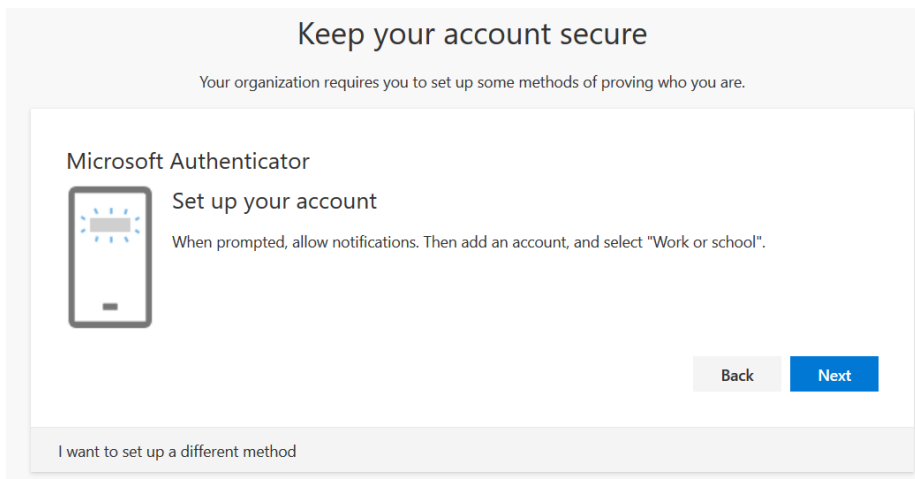 Keep your account secure
Your organization requires you to set up some methods of proving who you are.
Microsoft Authenticator
Set up your account
When prompted, allow notifications. Then add an account, and select "Work or school".
Back
Next
I want to set up a different method